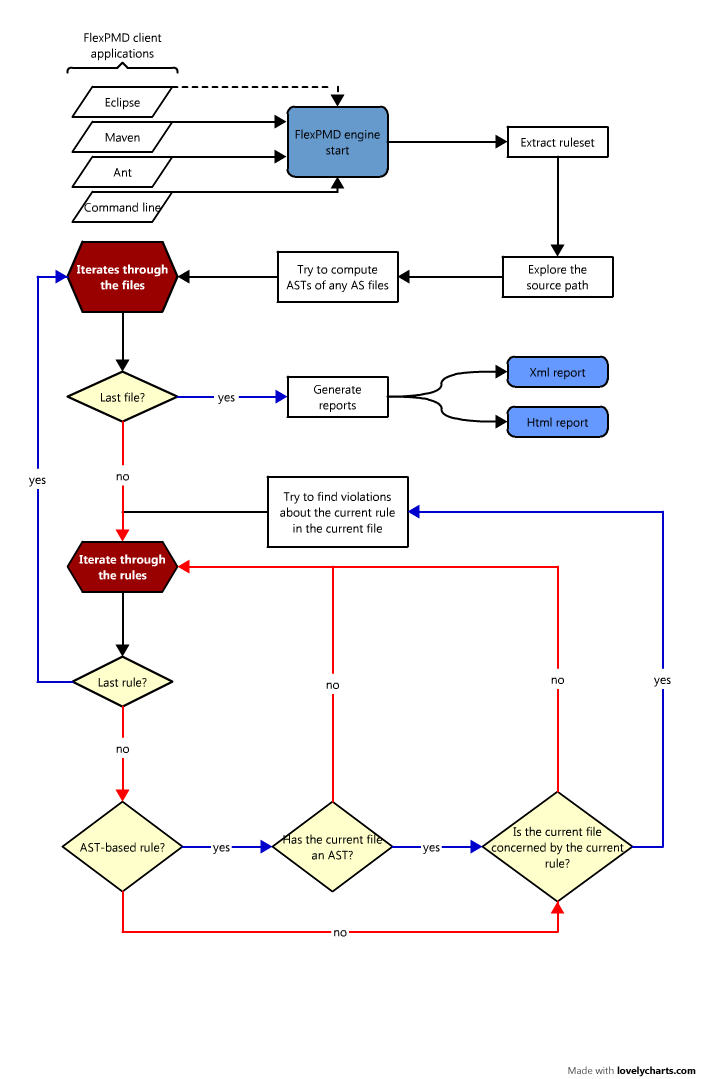 FlexPMD client
applications
Eclipse
Maven
Ant
Command line
FlexPMD engine
start
Extract ruleset
Iterates through
the files
Try to compute
ASTs of any AS files
Explore the
source path
Last file?
yes
Generate
reports
Xml report
Html report
no
yes
Try to find violations
about the current rule
in the current file
Iterate through
the rules
Last rule?
no
no
yes
no
AST-based rule?
yes
Has the current file
an AST?
yes
Is the current file
concerned by the current
rule?
no
Made with lovelycharts.com